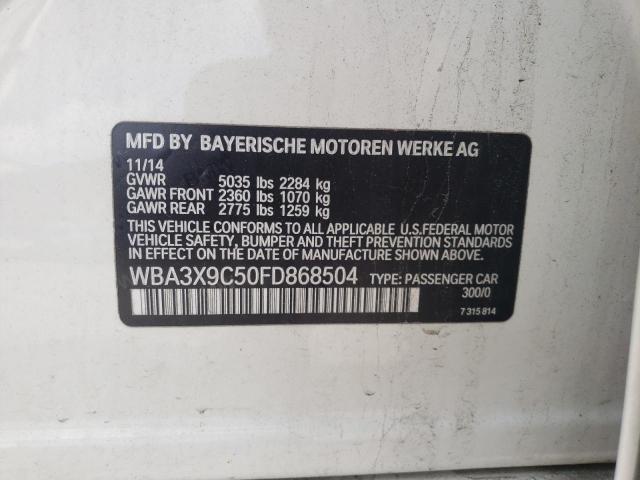 MFD BY BAYERISCHE MOTOREN WERKE AG
11/14
GVWR 5035 lbs 2284 kg
GAWR FRONT 2360 lbs 1070 kg
GAWR REAR 2775 lbs 1259 kg
THIS VEHICLE CONFORMS TO ALL APPLICABLE U.S.FEDERAL MOTOR
VEHICLE SAFETY, BUMPER AND THEFT PREVENTION STANDARDS
IN EFFECT ON THE DATE OF MANUFACTURE SHOWN ABOVE.
WBA3X9C50FD868504 TYPE: PASSENGER CAR
300/0
7 315 814